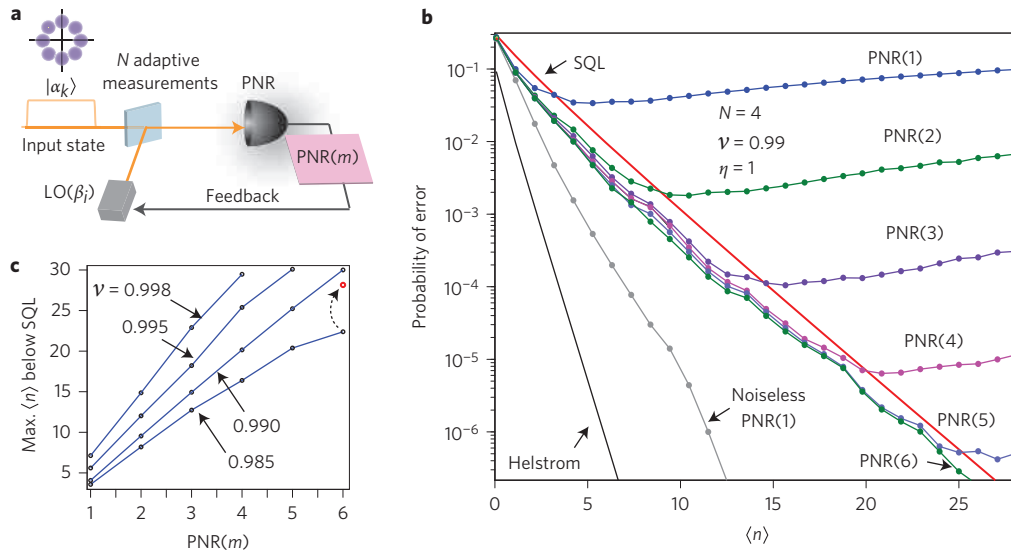 a
N adaptive
measurements
|αₖ⟩
Input state
LO(βᵢ)
PNR
PNR(m)
Feedback
b
Probability of error
10⁻¹
10⁻²
10⁻³
10⁻⁴
10⁻⁵
10⁻⁶
SQL
N = 4
ν = 0.99
η = 1
PNR(1)
PNR(2)
PNR(3)
PNR(4)
PNR(5)
PNR(6)
Noiseless
PNR(1)
Helstrom
0 5 10 15 20 25
⟨n⟩
c
Max. ⟨n⟩ below SQL
30
25
20
15
10
5
ν = 0.998
0.995
0.990
0.985
1 2 3 4 5 6
PNR(m)